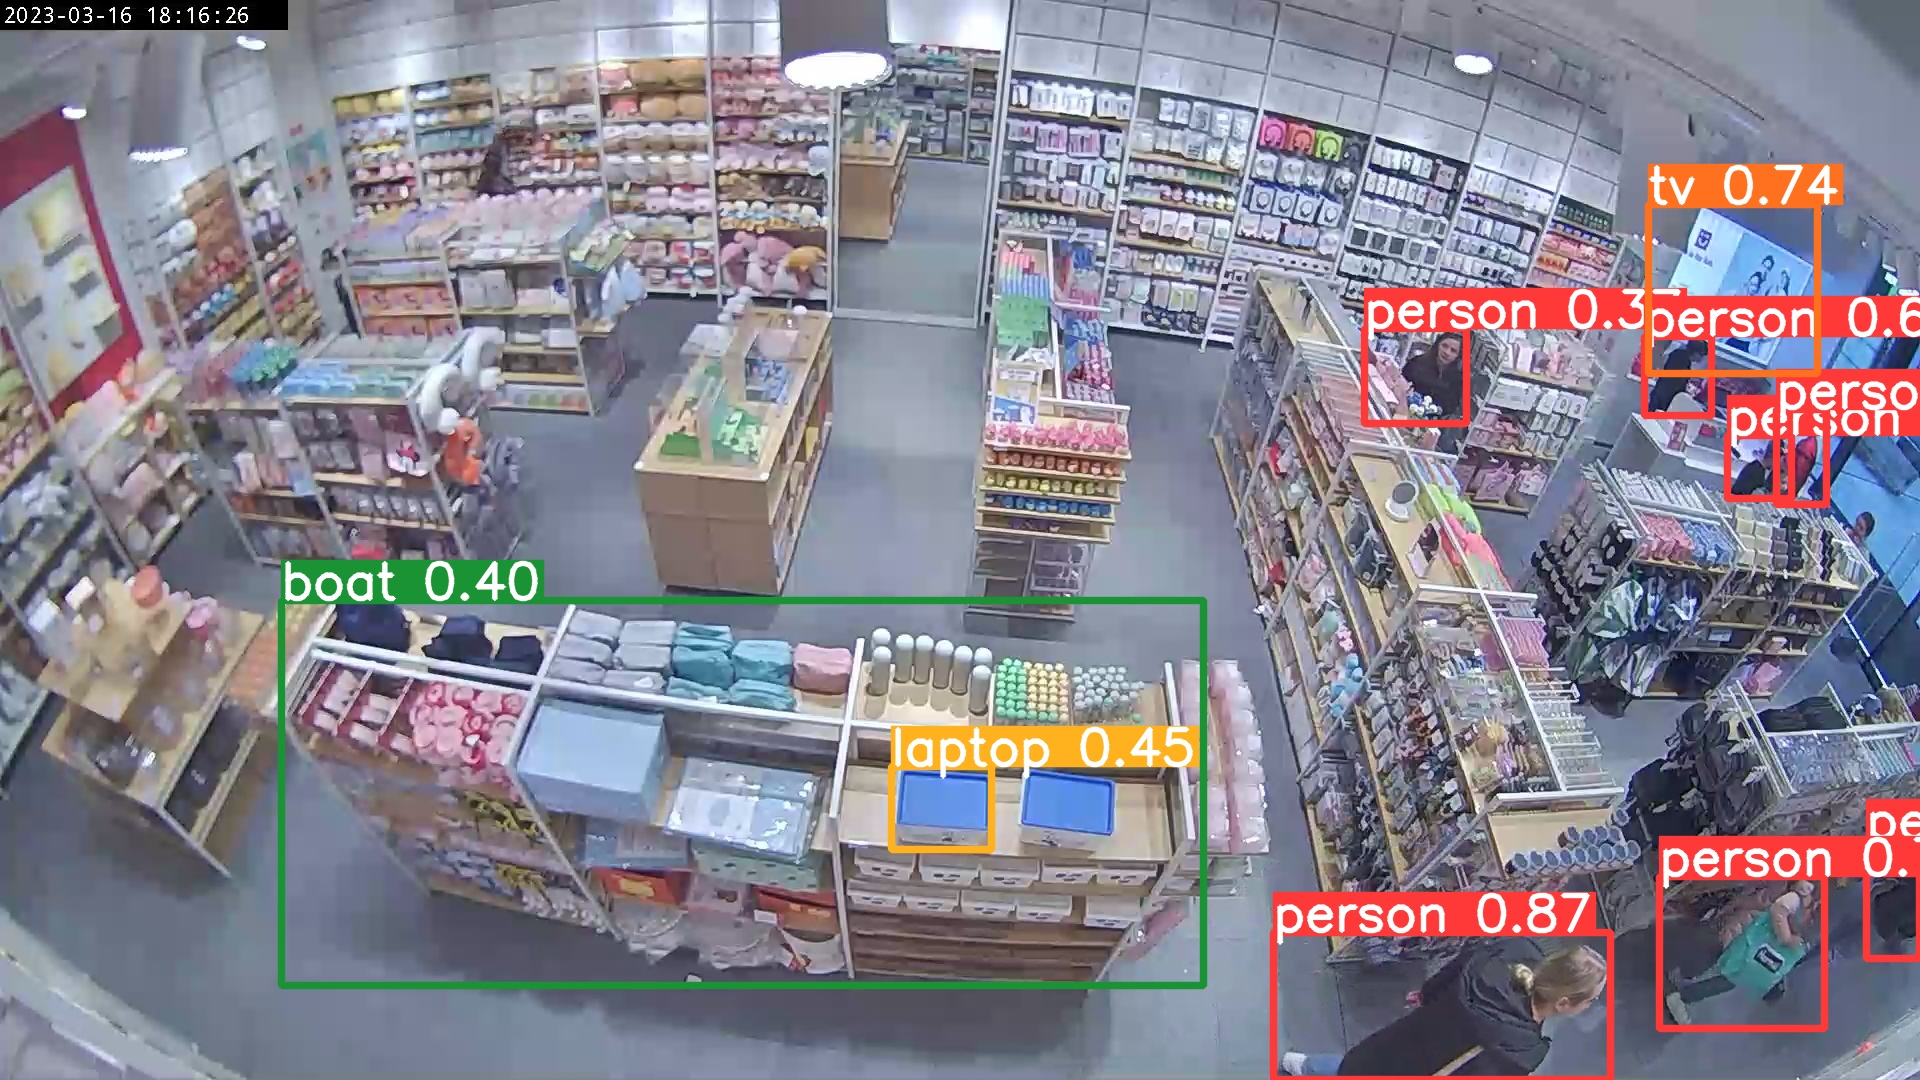 2023-03-16 18:16:26
tv 0.74
person 0.37
person 0.6
perso
person
boat 0.40
laptop 0.45
pe
person 0.
person 0.87